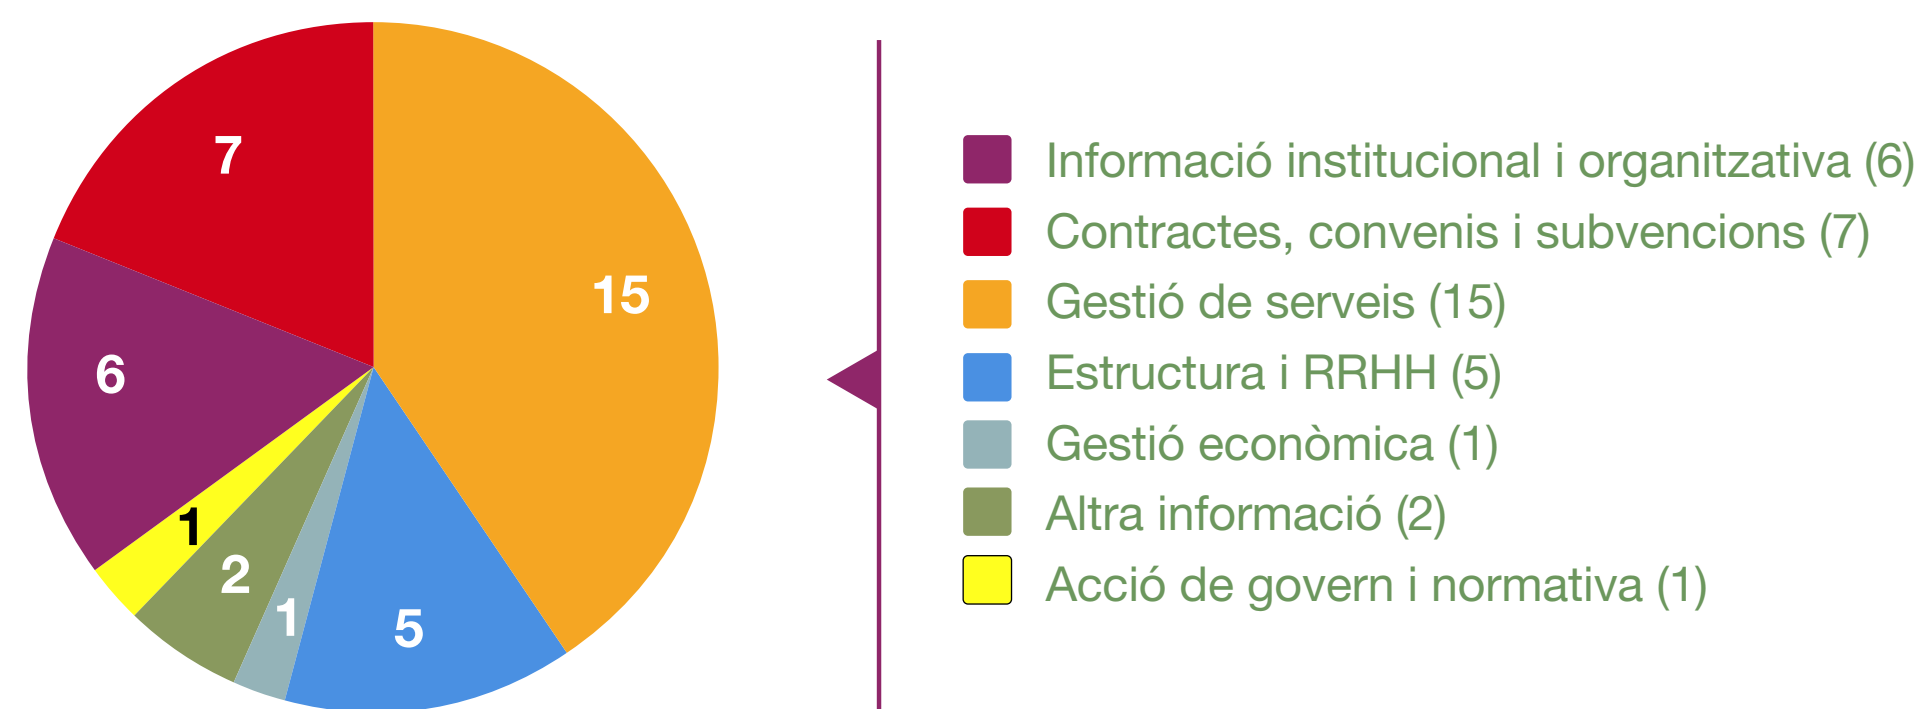 7
15
6
1
2
1
5
Informació institucional i organitzativa (6)
Contractes, convenis i subvencions (7)
Gestió de serveis (15)
Estructura i RRHH (5)
Gestió econòmica (1)
Altra informació (2)
Acció de govern i normativa (1)